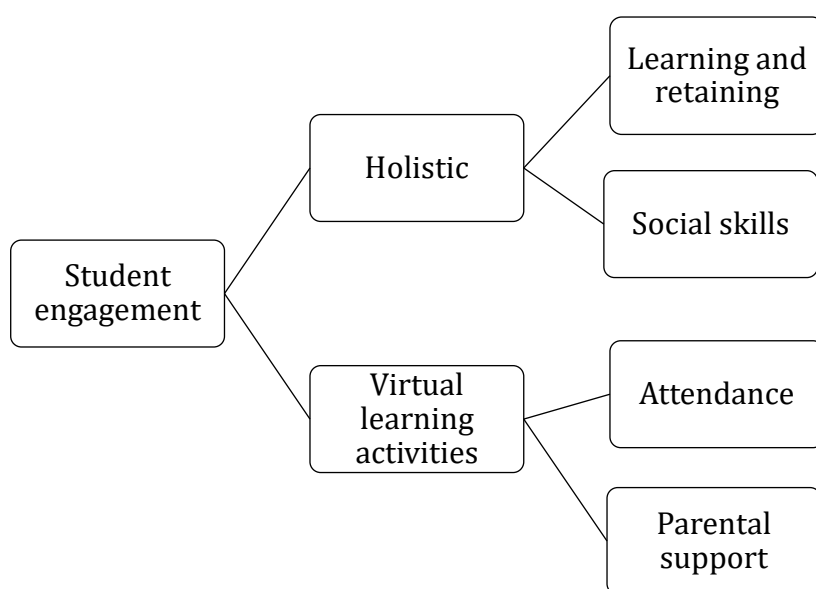 Learning and
retaining
Holistic
Social skills
Student
engagement
Virtual
learning
activities
Attendance
Parental
support